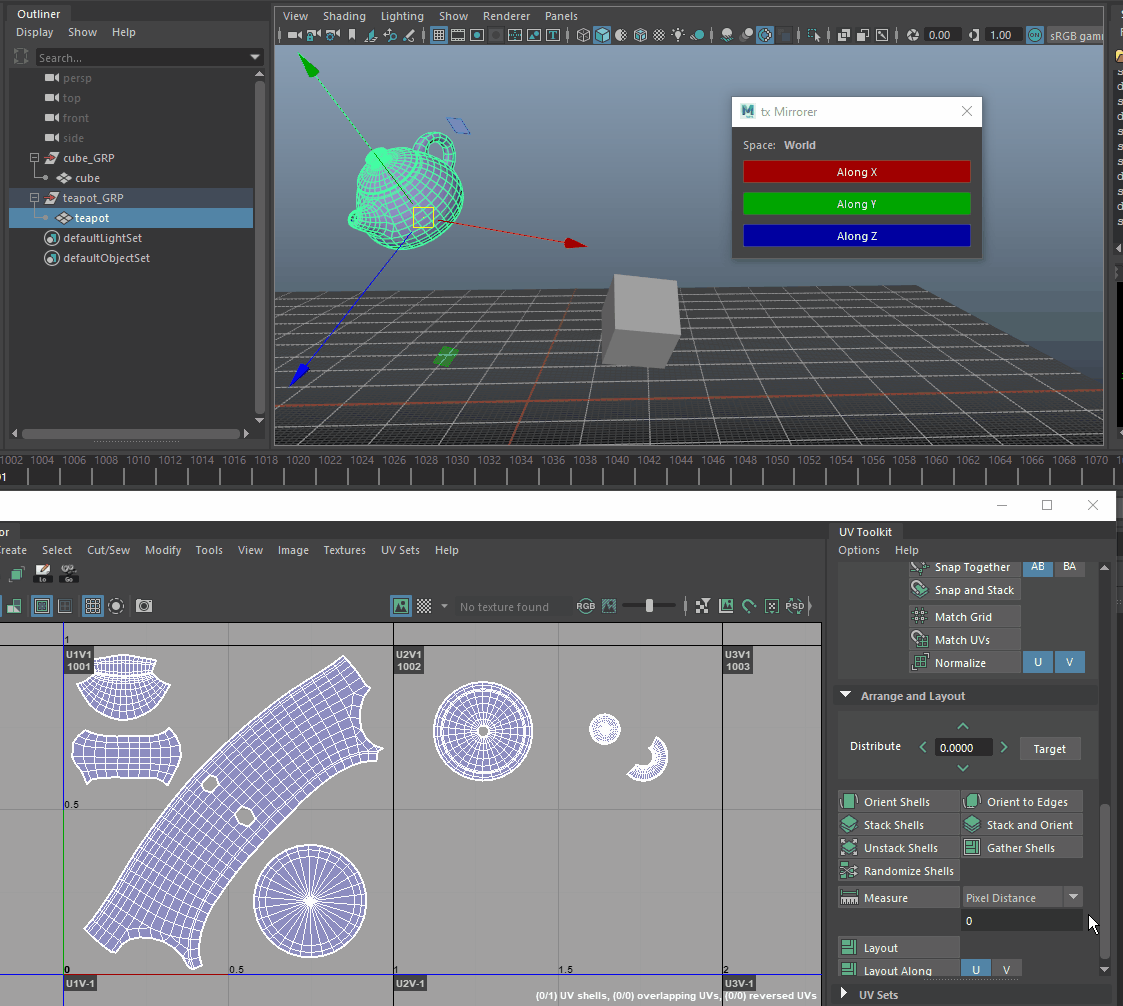 Outliner
Display Show Help
Search...
persp
top
front
side
cube_GRP
cube
teapot_GRP
teapot
defaultLightSet
defaultObjectSet
View Shading Lighting Show Renderer Panels
0.00 1.00 ON sRGB gam
M tx Mirrorer
Space: World
Along X
Along Y
Along Z
1002 1004 1006 1008 1010 1012 1014 1016 1018 1020 1022 1024 1026 1028 1030 1032 1034 1036 1038 1040 1042 1044 1046 1048 1050 1052 1054 1056 1058 1060 1062 1064 1066 1068 1070
01
or
reate Select Cut/Sew Modify Tools View Image Textures UV Sets Help
Lo Go
No texture found RGB PSD
1
U1V1
1001
U2V1
1002
U3V1
1003
0.5
0 0.5 1 1.5 2
U1V-1 U2V-1 U3V-1
(0/1) UV shells, (0/0) overlapping UVs, (0/0) reversed UVs
UV Toolkit
Options Help
Snap Together AB BA
Snap and Stack
Match Grid
Match UVs
Normalize U V
Arrange and Layout
Distribute 0.0000 Target
Orient Shells Orient to Edges
Stack Shells Stack and Orient
Unstack Shells Gather Shells
Randomize Shells
Measure Pixel Distance
0
Layout
Layout Along U V
UV Sets